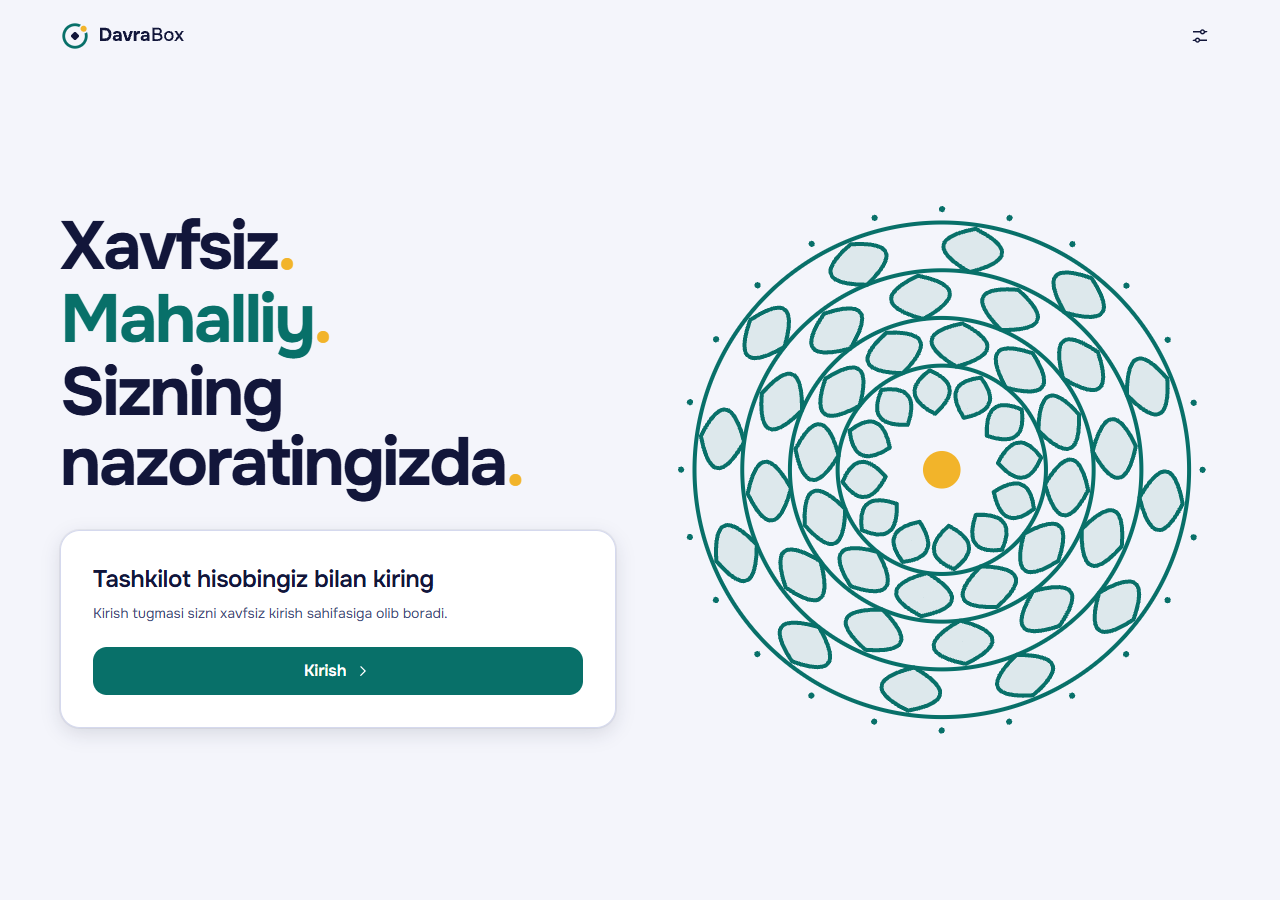 DavraBox
Xavfsiz.
Mahalliy.
Sizning
nazoratingizda.
Tashkilot hisobingiz bilan kiring
Kirish tugmasi sizni xavfsiz kirish sahifasiga olib boradi.
Kirish